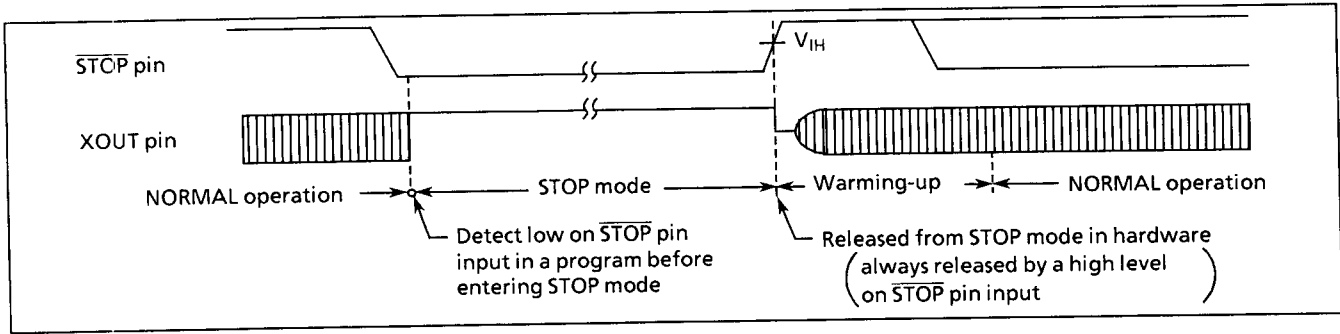 STOP pin
VIH
XOUT pin
NORMAL operation
STOP mode
Warming-up
NORMAL operation
Detect low on STOP pin
input in a program before
entering STOP mode
Released from STOP mode in hardware
(always released by a high level
on STOP pin input)